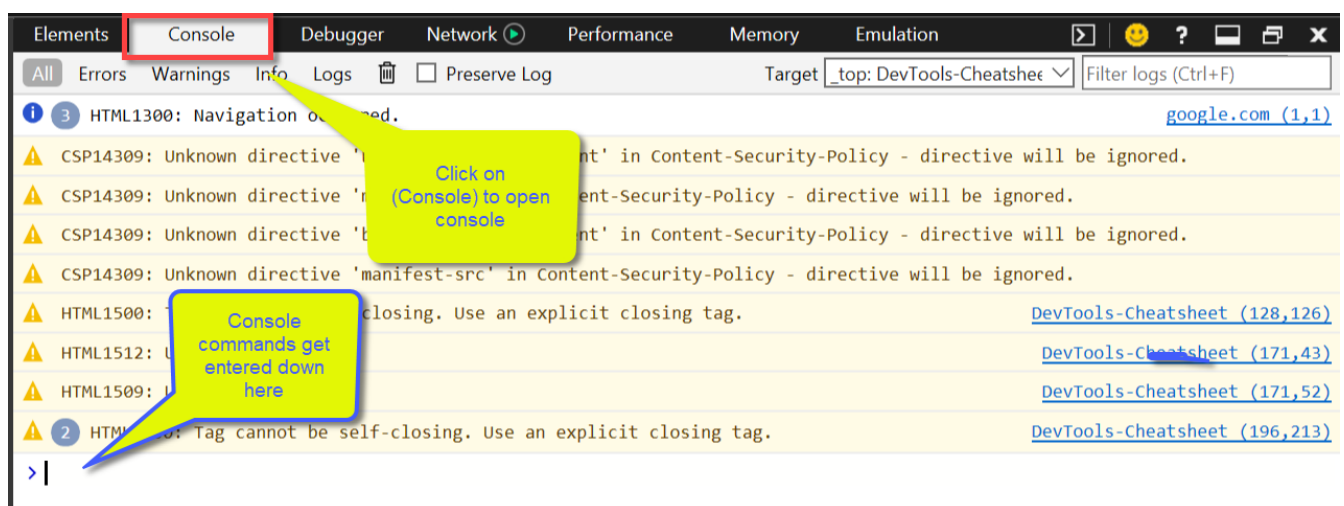 Elements Console Debugger Network Performance Memory Emulation ?
All Errors Warnings Info Logs Preserve Log Target _top: DevTools-Cheatshee Filter logs (Ctrl+F)
3 HTML1300: Navigation google.com (1,1)
CSP14309: Unknown directive ' nt' in Content-Security-Policy - directive will be ignored.
CSP14309: Unknown directive ' ent-Security-Policy - directive will be ignored.
CSP14309: Unknown directive ' nt' in Content-Security-Policy - directive will be ignored.
CSP14309: Unknown directive 'manifest-src' in Content-Security-Policy - directive will be ignored.
HTML1500: closing. Use an explicit closing tag. DevTools-Cheatsheet (128,126)
HTML1512: DevTools-Cheatsheet (171,43)
HTML1509: DevTools-Cheatsheet (171,52)
2 Tag cannot be self-closing. Use an explicit closing tag. DevTools-Cheatsheet (196,213)
>
Click on
(Console) to open
console
Console
commands get
entered down
here